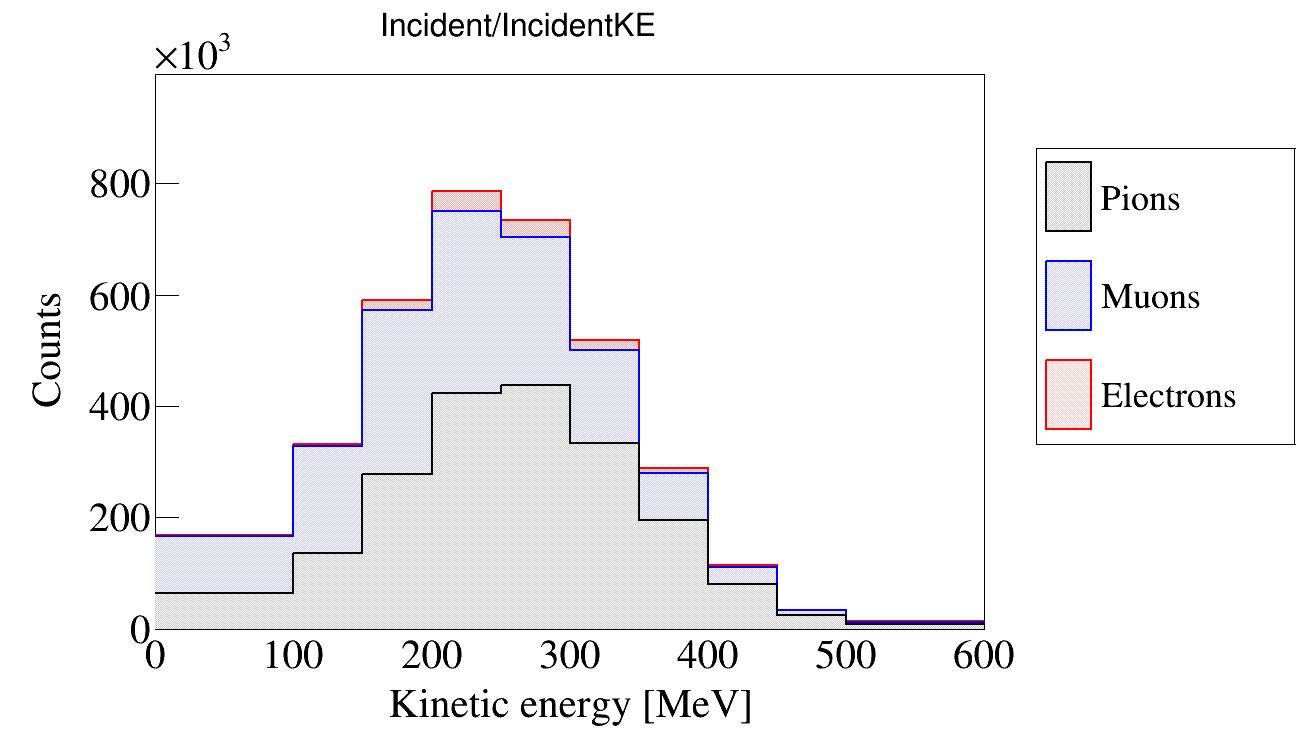 Incident/IncidentKE
×10³
800
600
400
200
0
Counts
0 100 200 300 400 500 600
Kinetic energy [MeV]
Pions
Muons
Electrons